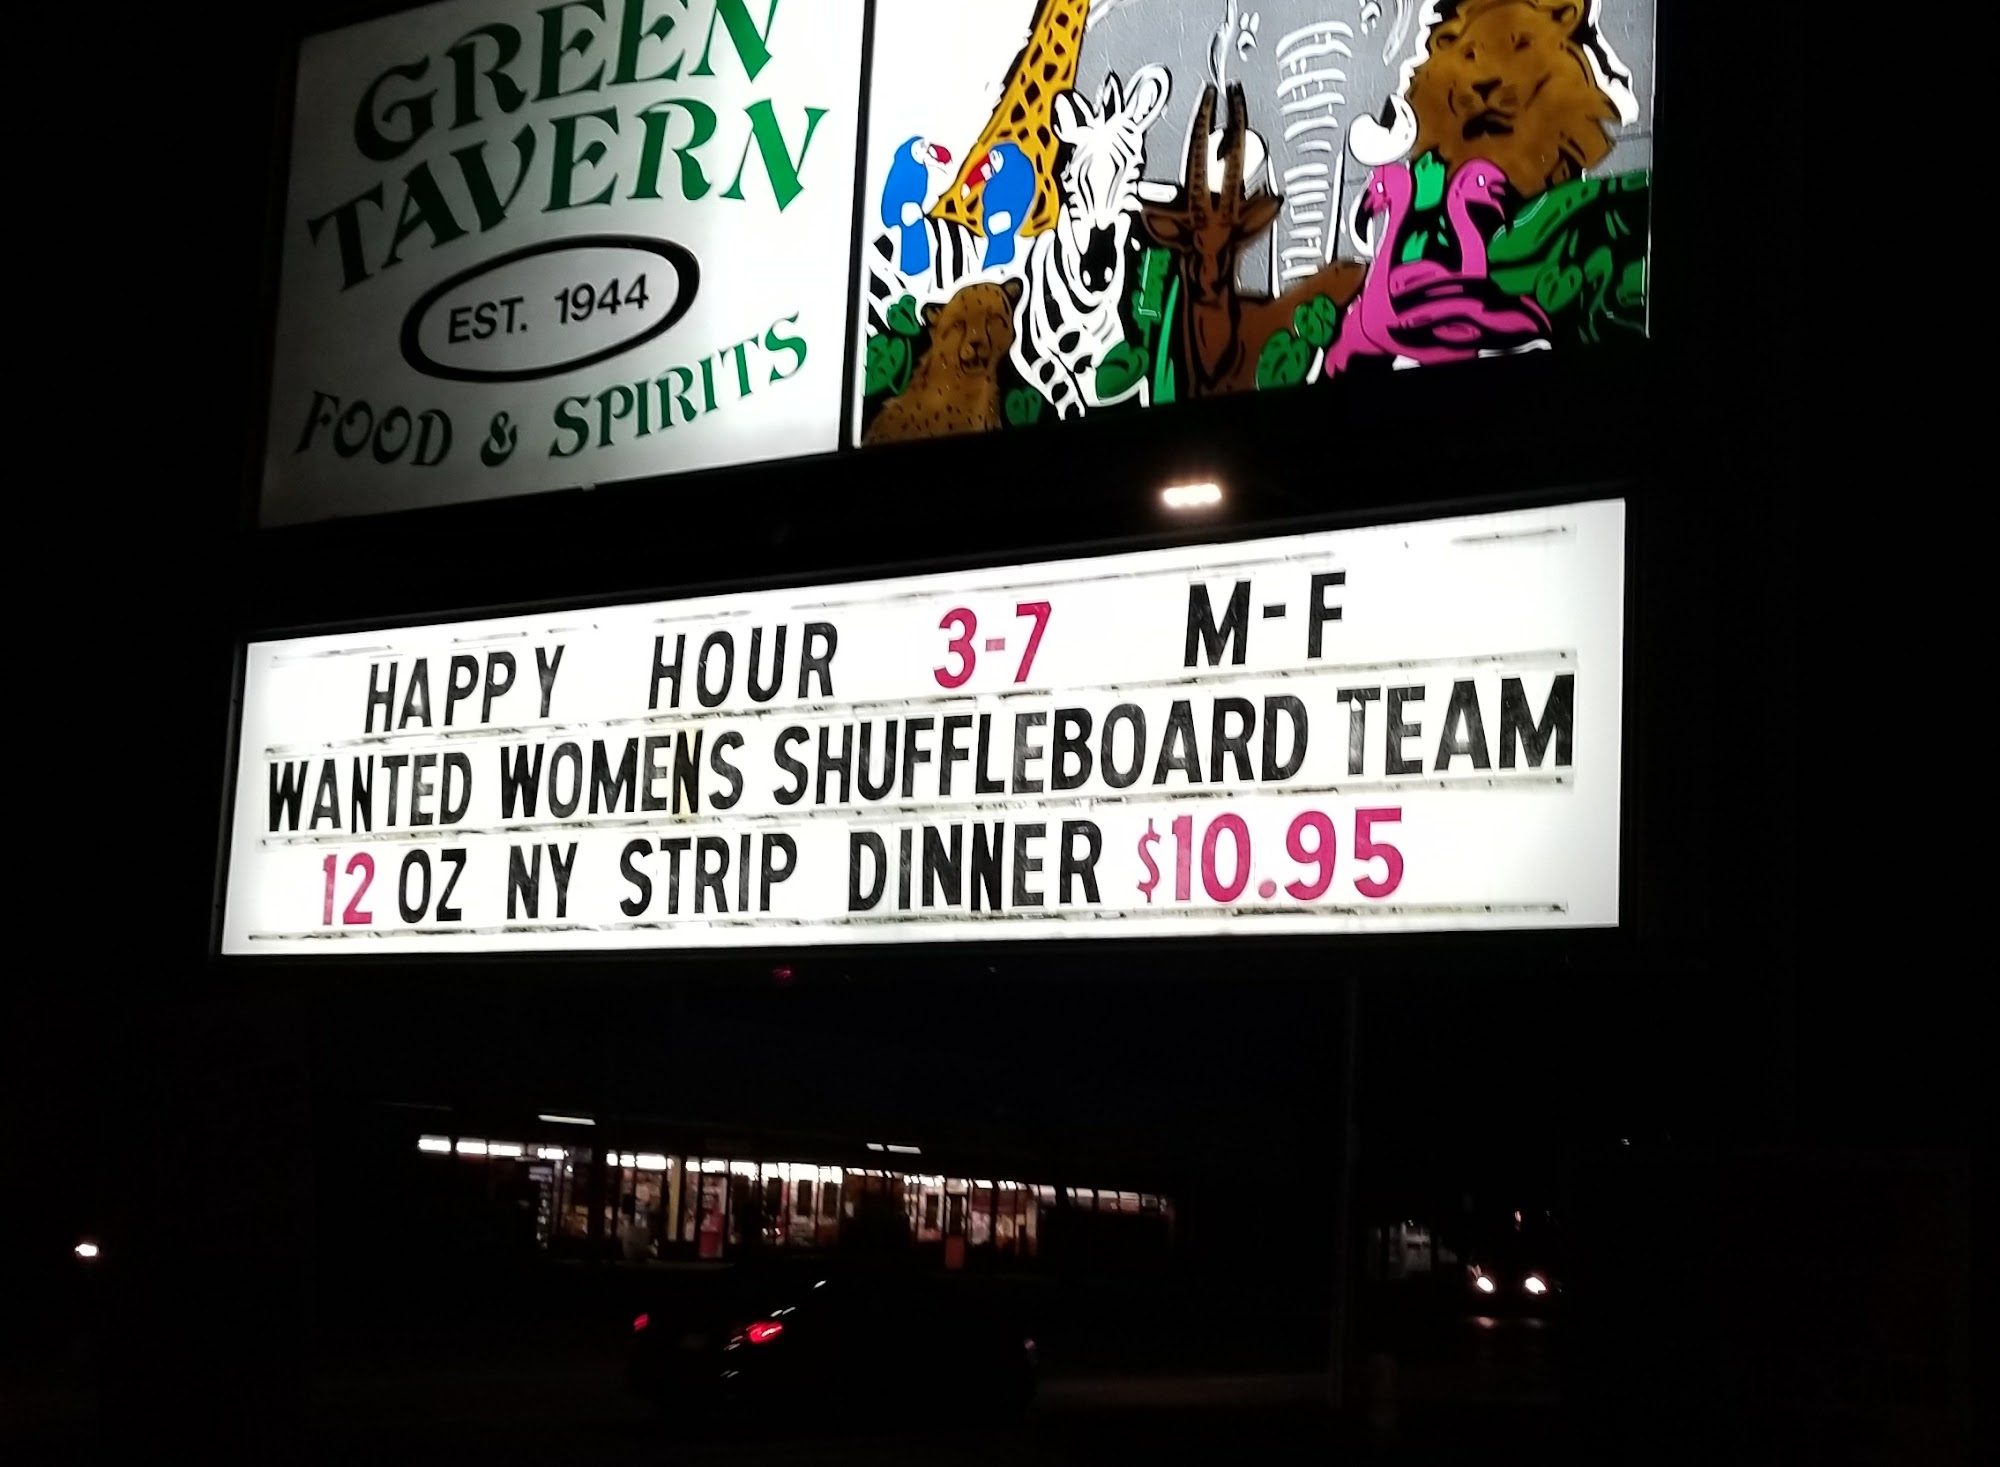 GREEN
TAVERN
EST. 1944
FOOD & SPIRITS
HAPPY HOUR 3-7 M-F
WANTED WOMENS SHUFFLEBOARD TEAM
12 OZ NY STRIP DINNER $10.95